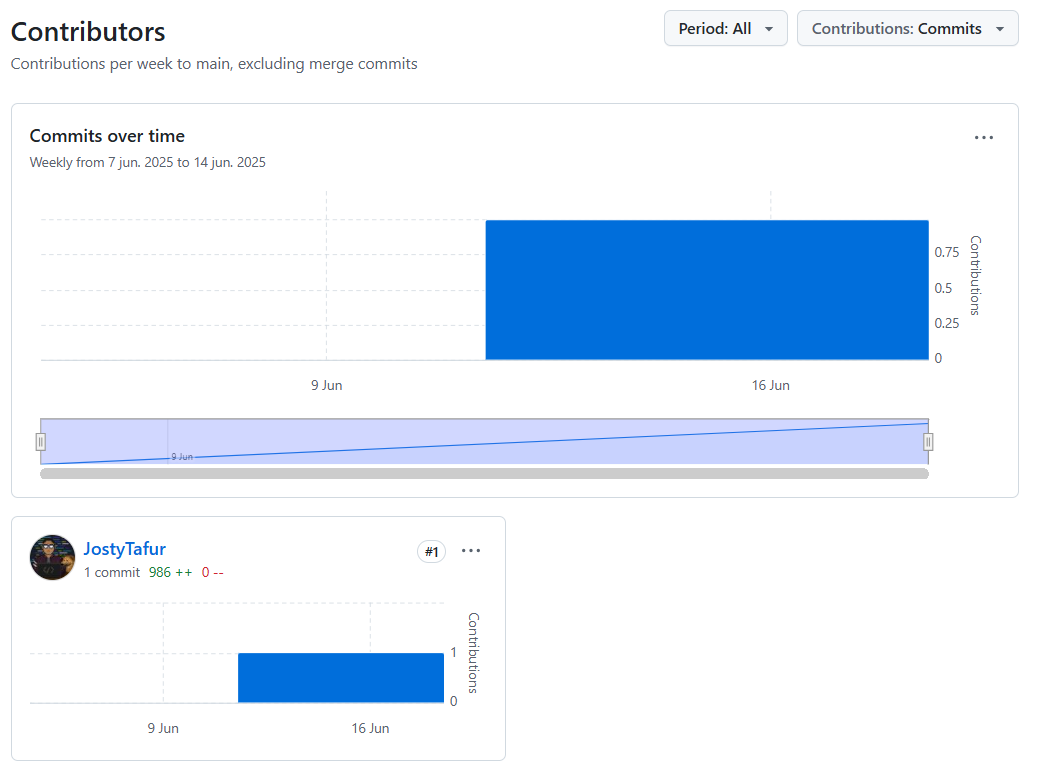 Contributors
Period: All
Contributions: Commits
Contributions per week to main, excluding merge commits
Commits over time
Weekly from 7 jun. 2025 to 14 jun. 2025
0.75
0.5
0.25
0
Contributions
9 Jun
16 Jun
9 Jun
JostyTafur
#1
1 commit 986 ++ 0 --
1
0
Contributions
9 Jun
16 Jun